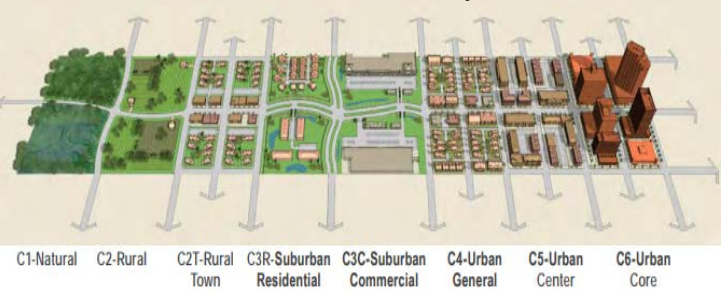 C1-Natural C2-Rural C2T-Rural C3R-Suburban C3C-Suburban C4-Urban C5-Urban C6-Urban
Town Residential Commercial General Center Core